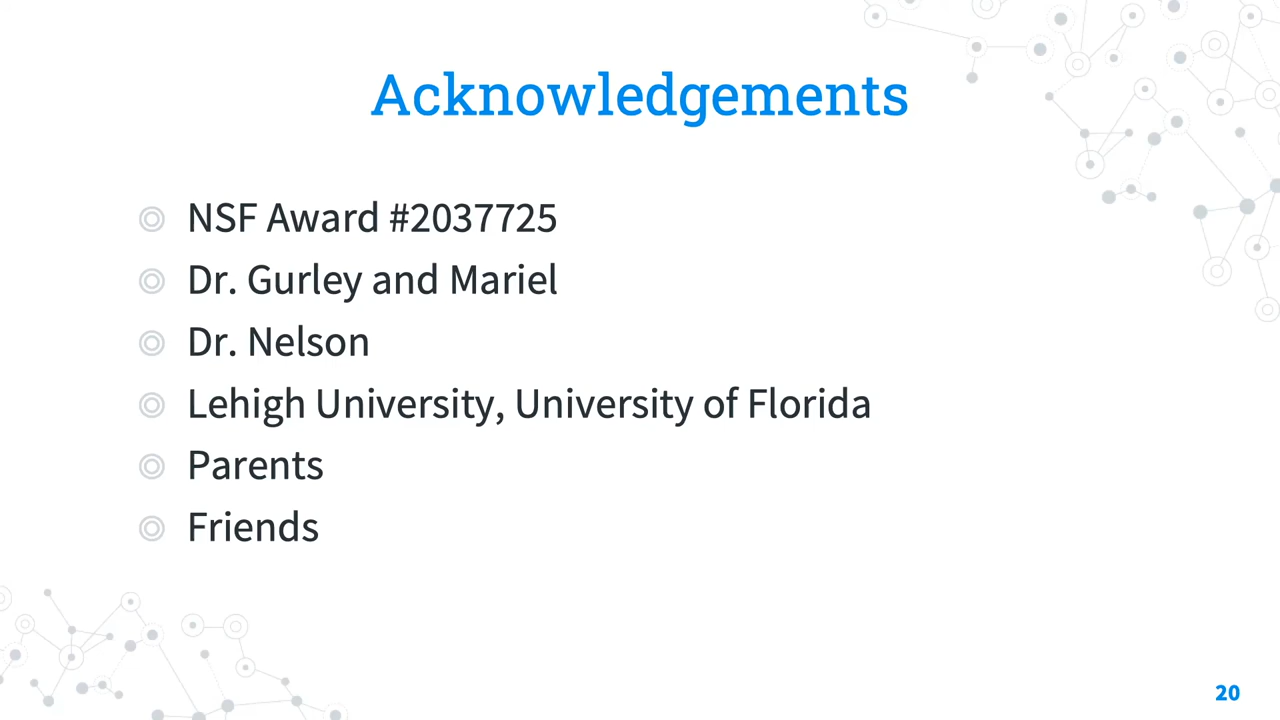 Acknowledgements
NSF Award #2037725
Dr. Gurley and Mariel
Dr. Nelson
Lehigh University, University of Florida
Parents
Friends
20